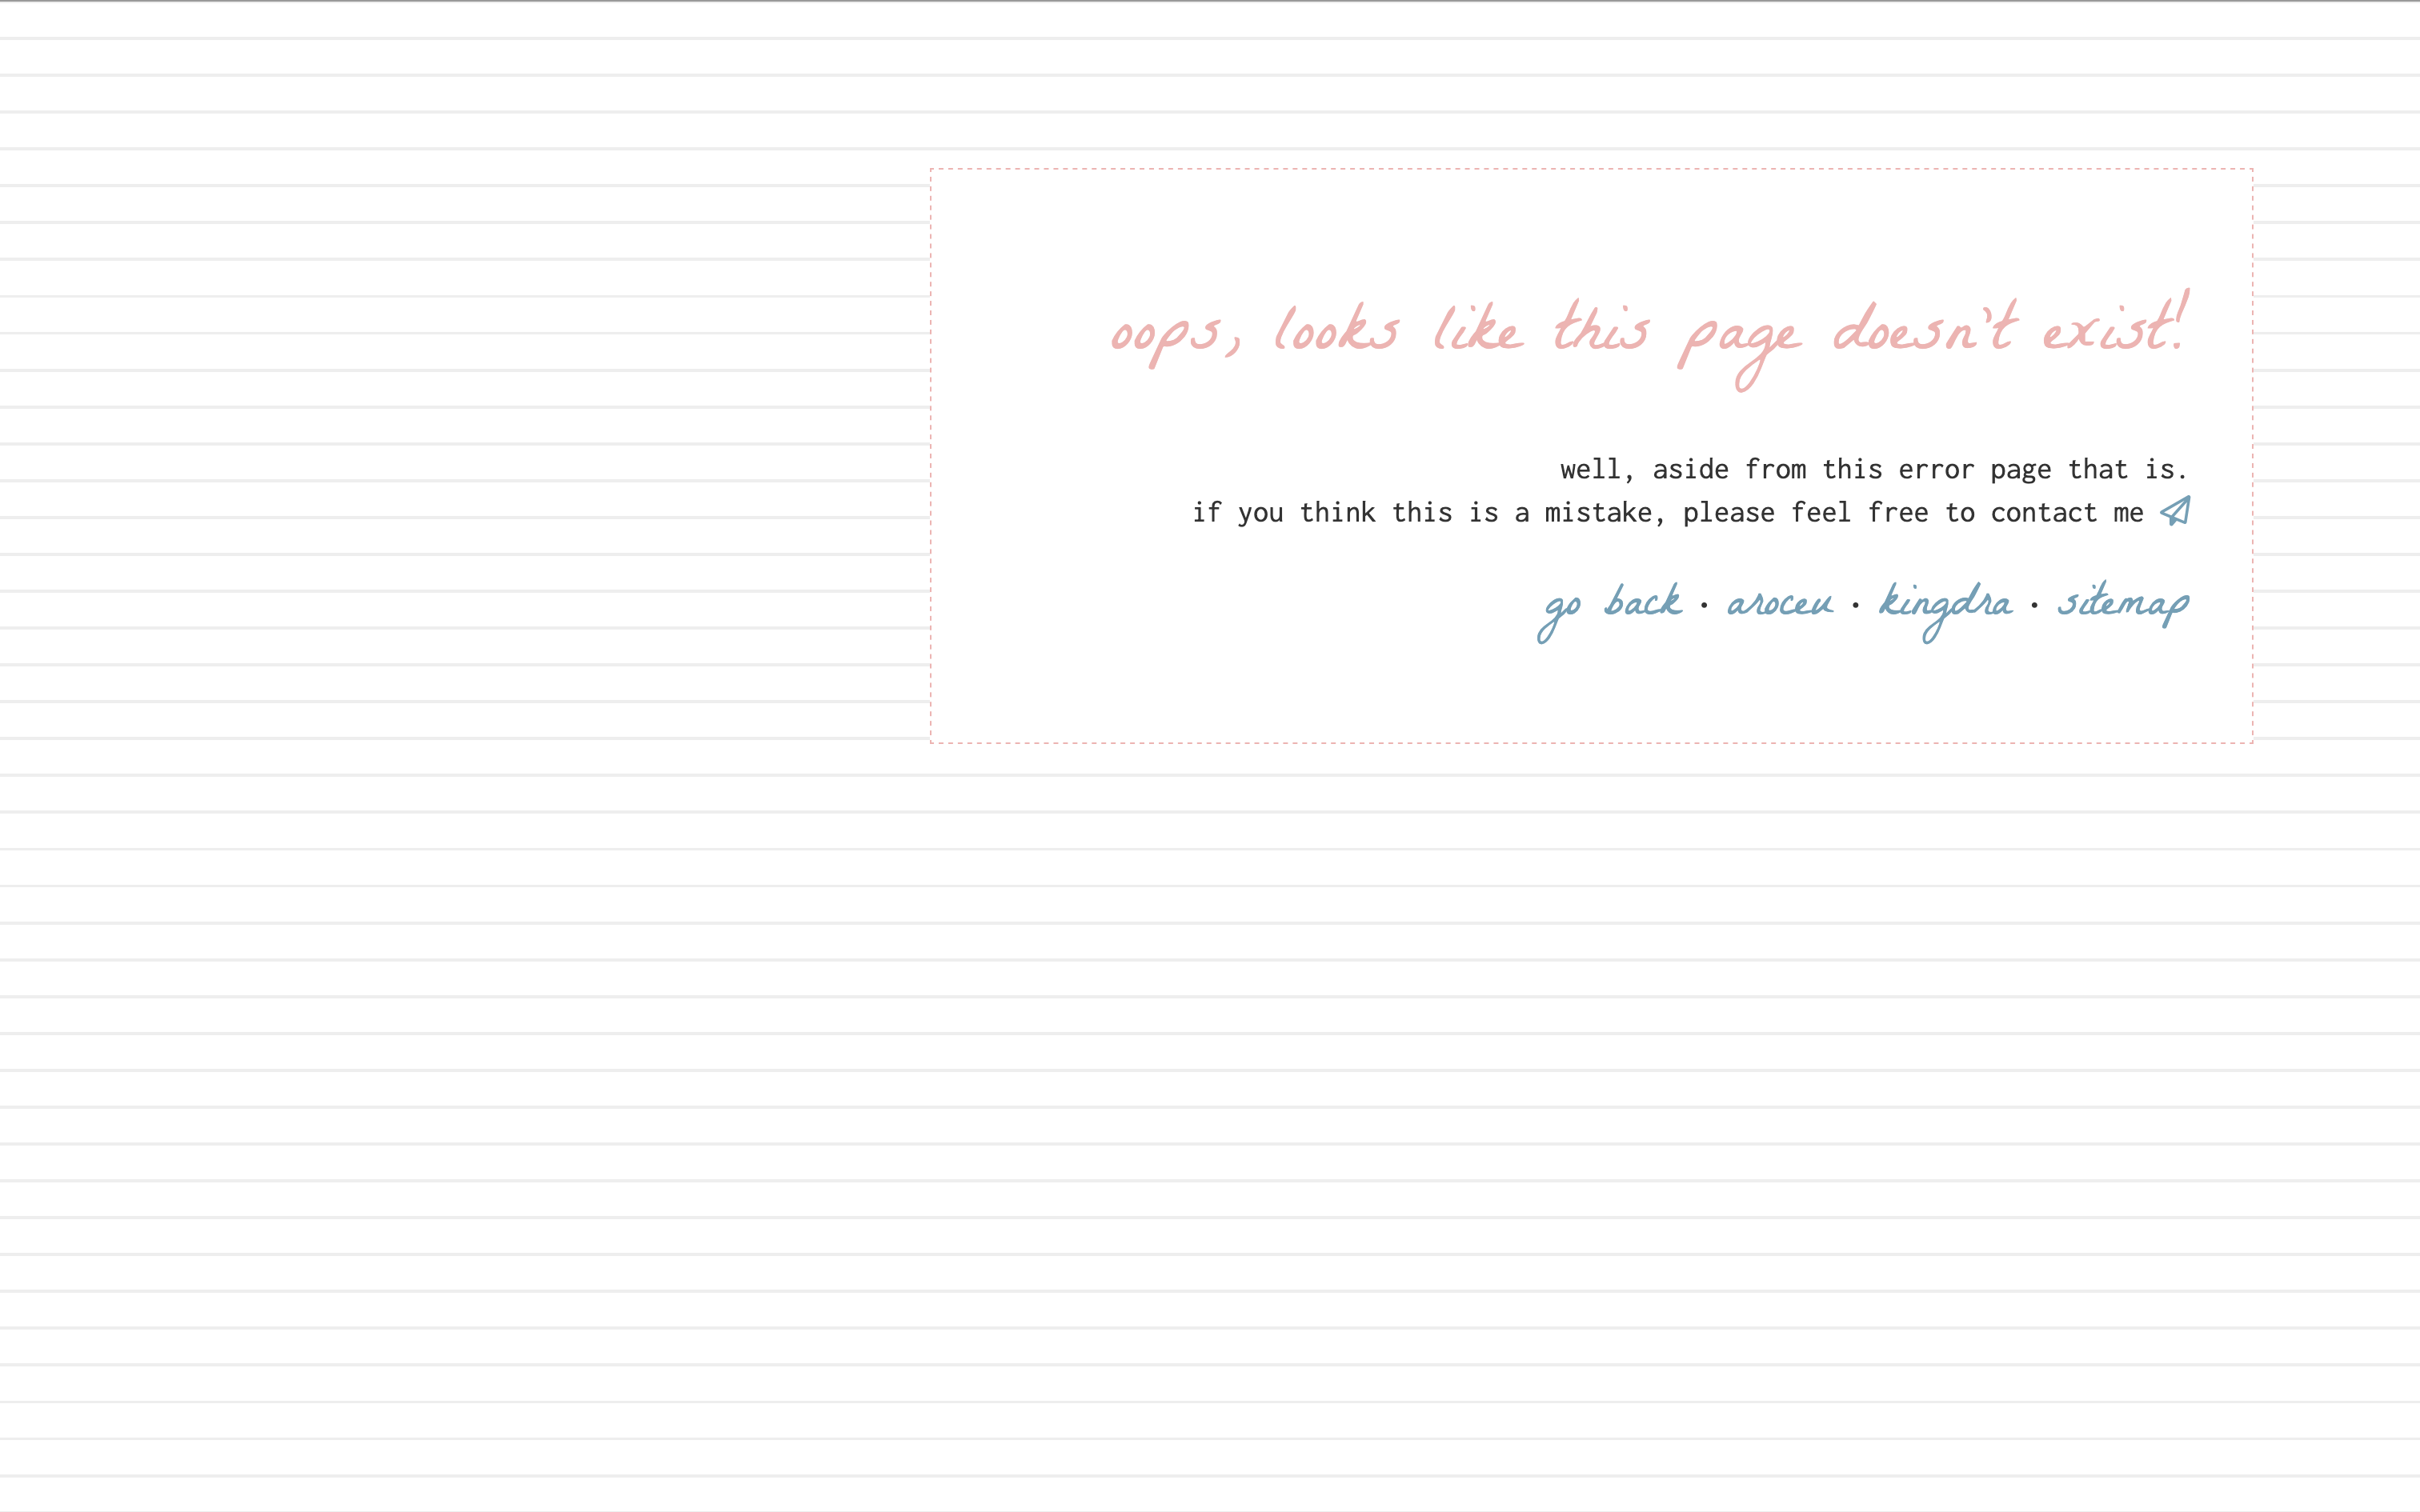 oops, looks like this page doesn't exist!
well, aside from this error page that is.
if you think this is a mistake, please feel free to contact me
go back · · kingdra · sitemap